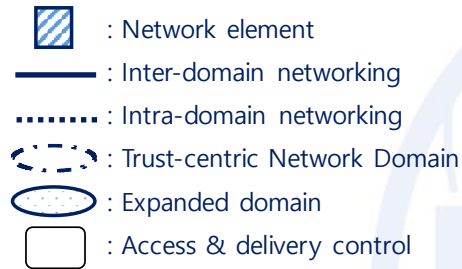 : Network element
: Inter-domain networking
: Intra-domain networking
: Trust-centric Network Domain
: Expanded domain
: Access & delivery control